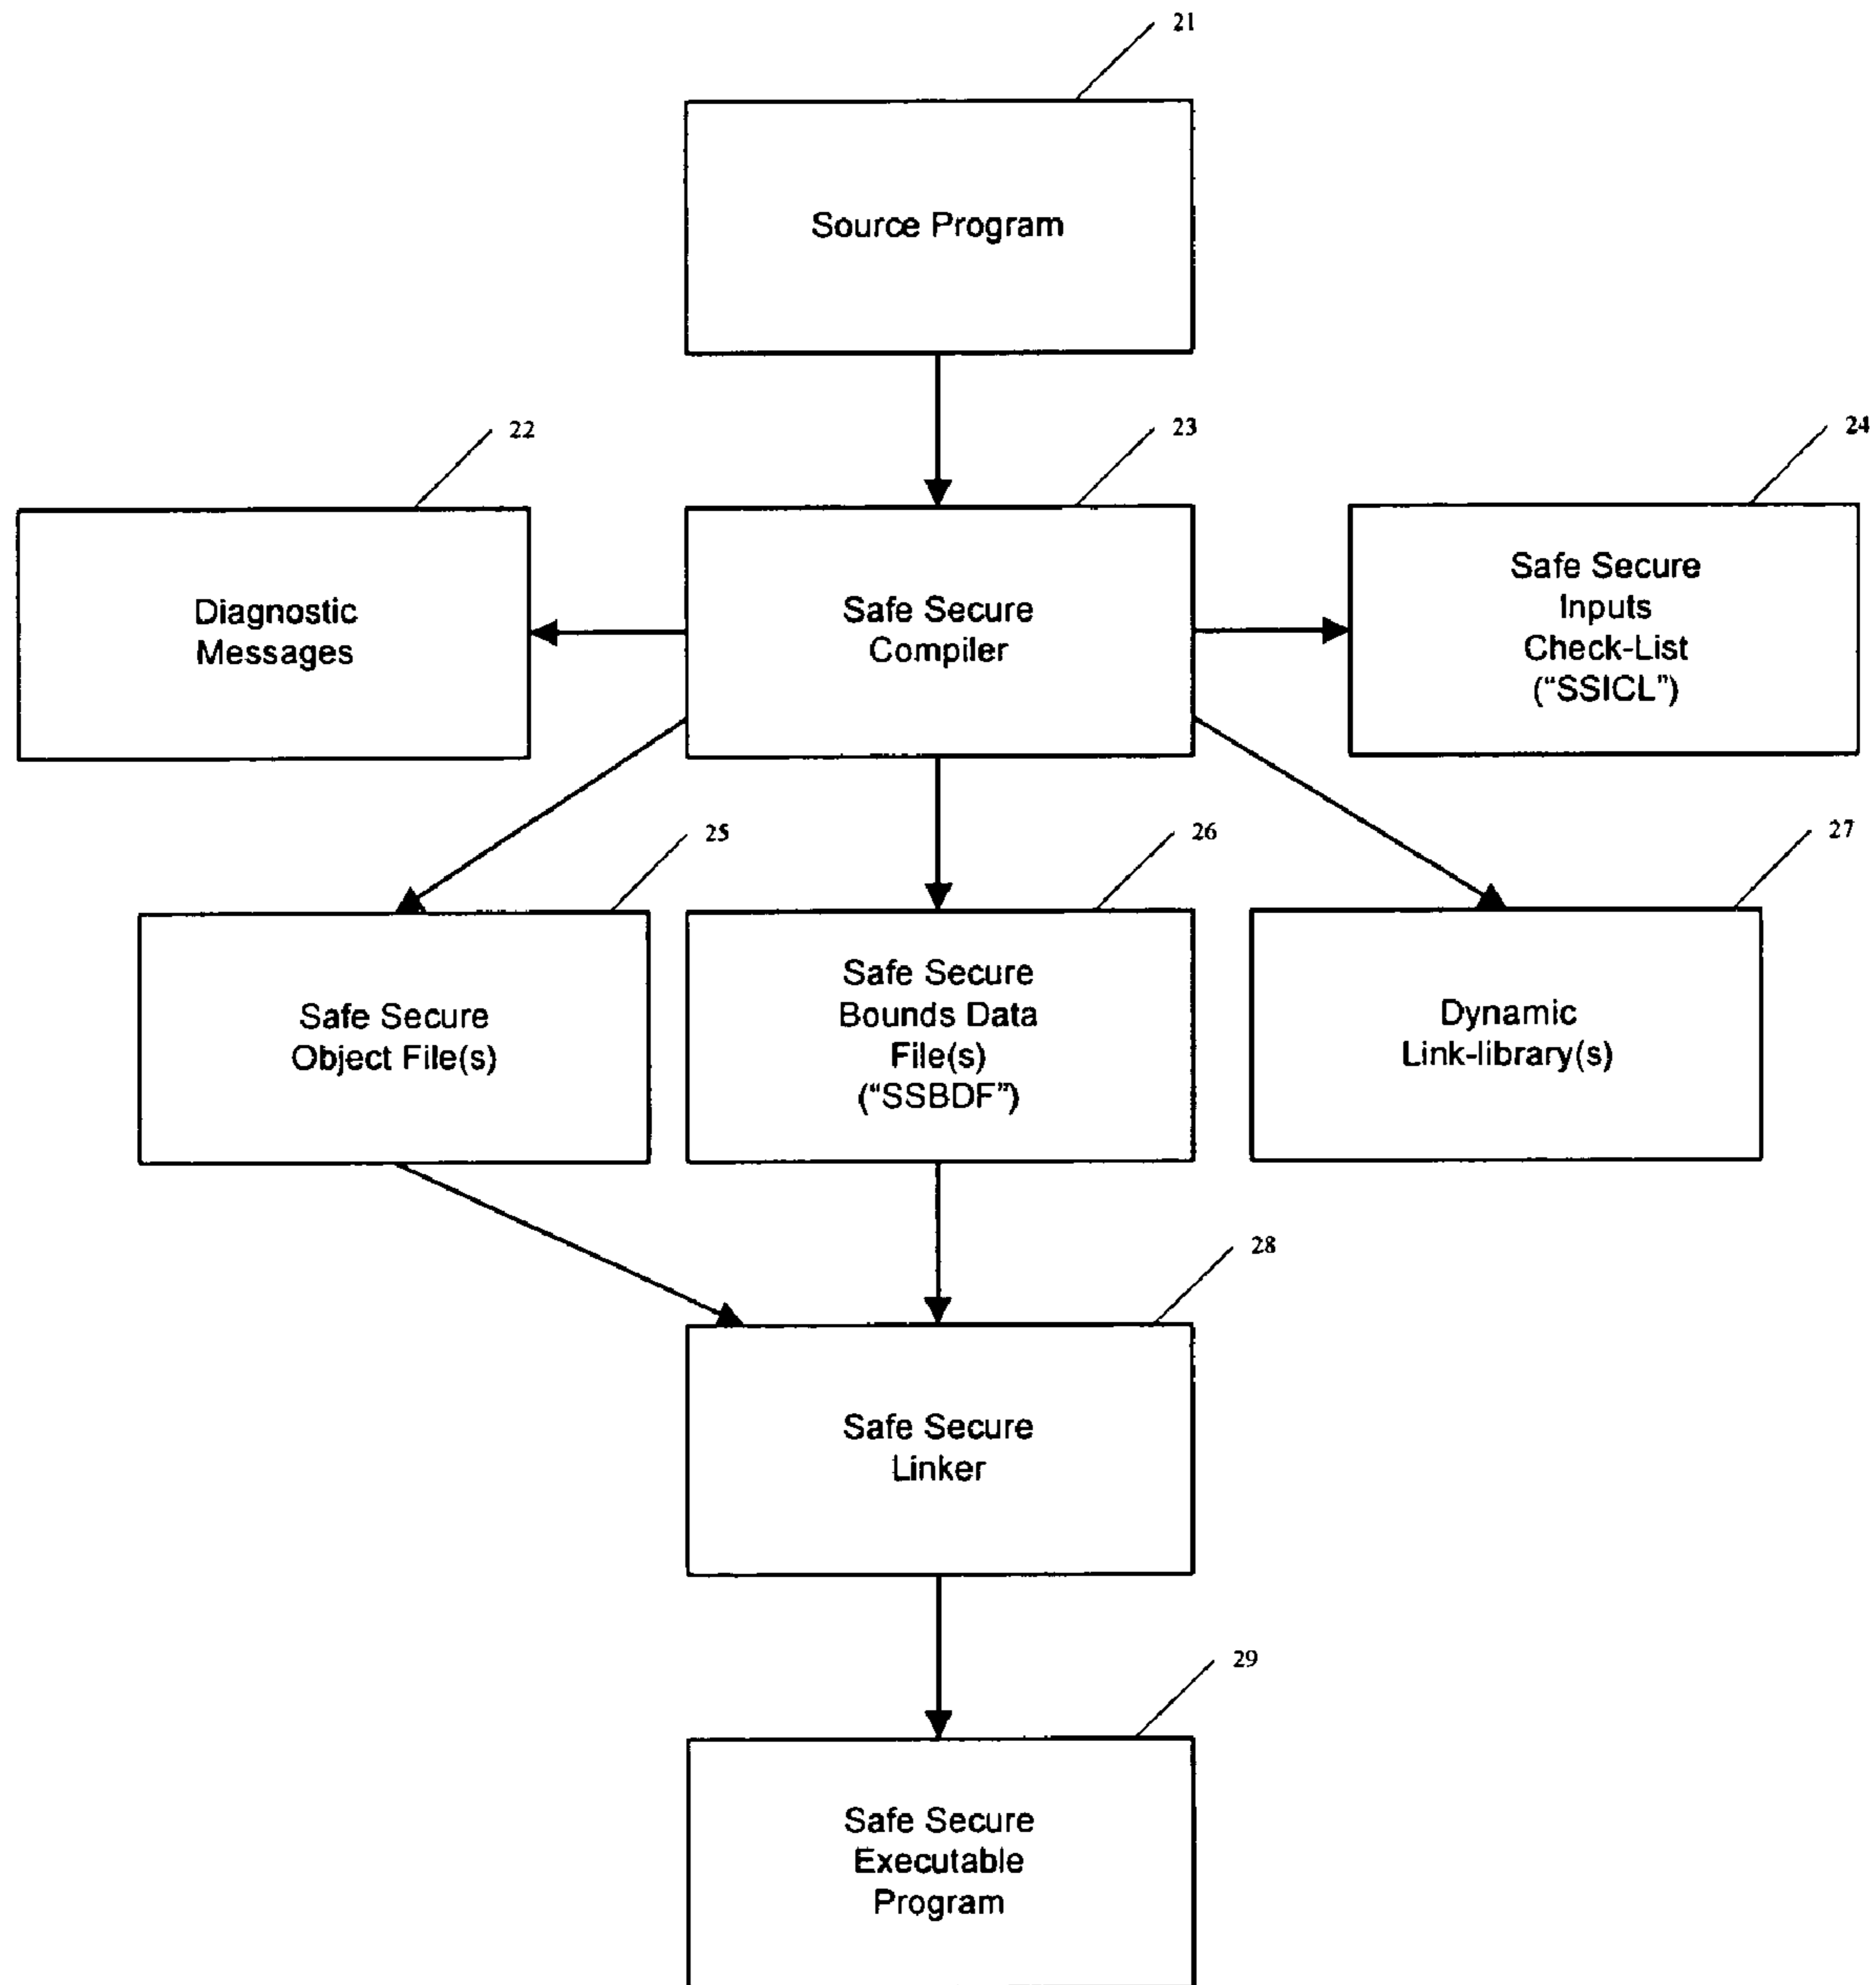 21
Source Program
22
23
24
Diagnostic
Messages
Safe Secure
Compiler
Safe Secure
Inputs
Check-List
(“SSICL”)
25
26
27
Safe Secure
Object File(s)
Safe Secure
Bounds Data
File(s)
(“SSBDF”)
Dynamic
Link-library(s)
28
Safe Secure
Linker
29
Safe Secure
Executable
Program